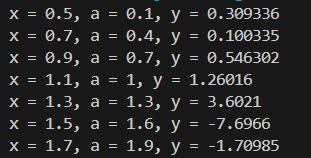 x = 0.5, a = 0.1, y = 0.309336
x = 0.7, a = 0.4, y = 0.100335
x = 0.9, a = 0.7, y = 0.546302
x = 1.1, a = 1, y = 1.26016
x = 1.3, a = 1.3, y = 3.6021
x = 1.5, a = 1.6, y = -7.6966
x = 1.7, a = 1.9, y = -1.70985